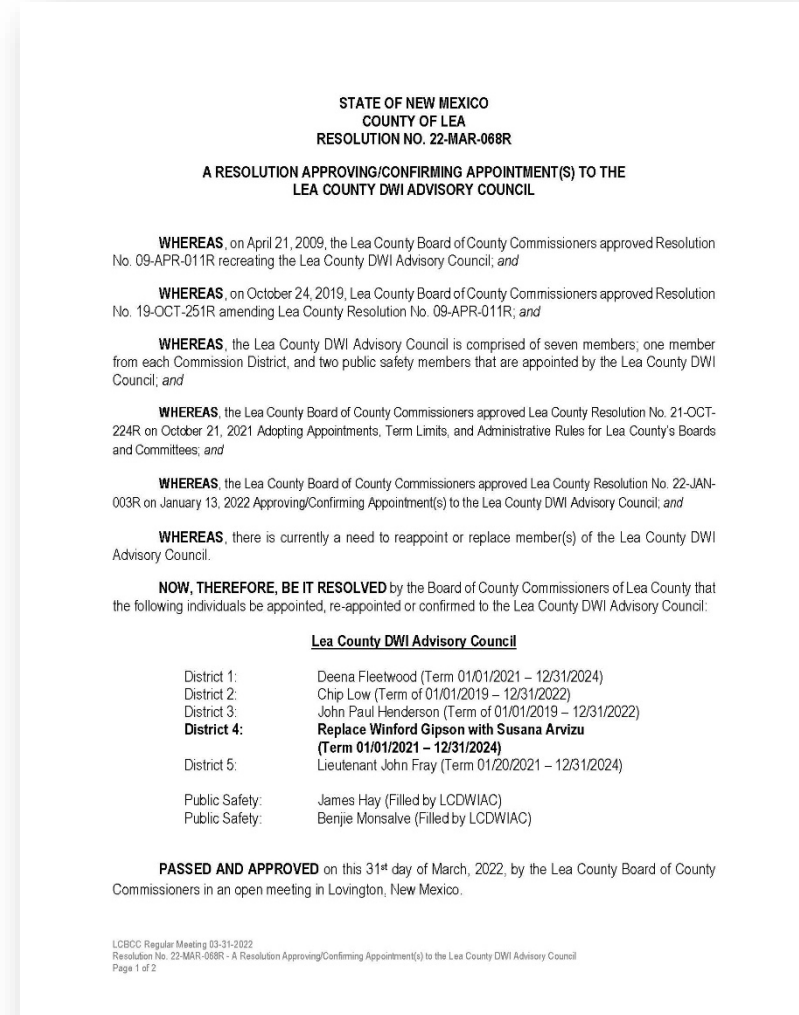 STATE OF NEW MEXICO
COUNTY OF LEA
RESOLUTION NO. 22-MAR-068R
A RESOLUTION APPROVING/CONFIRMING APPOINTMENT(S) TO THE
LEA COUNTY DWI ADVISORY COUNCIL
WHEREAS, on April 21, 2009, the Lea County Board of County Commissioners approved Resolution
No. 09-APR-011R recreating the Lea County DWI Advisory Council; and
WHEREAS, on October 24, 2019, Lea County Board of County Commissioners approved Resolution
No. 19-OCT-251R amending Lea County Resolution No. 09-APR-011R; and
WHEREAS, the Lea County DWI Advisory Council is comprised of seven members; one member
from each Commission District, and two public safety members that are appointed by the Lea County DWI
Council; and
WHEREAS, the Lea County Board of County Commissioners approved Lea County Resolution No. 21-OCT-
224R on October 21, 2021 Adopting Appointments, Term Limits, and Administrative Rules for Lea County's Boards
and Committees; and
WHEREAS, the Lea County Board of County Commissioners approved Lea County Resolution No. 22-JAN-
003R on January 13, 2022 Approving/Confirming Appointment(s) to the Lea County DWI Advisory Council; and
WHEREAS, there is currently a need to reappoint or replace member(s) of the Lea County DWI
Advisory Council.
NOW, THEREFORE, BE IT RESOLVED by the Board of County Commissioners of Lea County that
the following individuals be appointed, re-appointed or confirmed to the Lea County DWI Advisory Council:
Lea County DWI Advisory Council
District 1: Deena Fleetwood (Term 01/01/2021 – 12/31/2024)
District 2: Chip Low (Term of 01/01/2019 – 12/31/2022)
District 3: John Paul Henderson (Term of 01/01/2019 – 12/31/2022)
District 4: Replace Winford Gipson with Susana Arvizu
(Term 01/01/2021 – 12/31/2024)
District 5: Lieutenant John Fray (Term 01/20/2021 – 12/31/2024)
Public Safety: James Hay (Filled by LCDWIAC)
Public Safety: Benjie Monsalve (Filled by LCDWIAC)
PASSED AND APPROVED on this 31st day of March, 2022, by the Lea County Board of County
Commissioners in an open meeting in Lovington, New Mexico.
LCBCC Regular Meeting 03-31-2022
Resolution No. 22-MAR-068R - A Resolution Approving/Confirming Appointment(s) to the Lea County DWI Advisory Council
Page 1 of 2